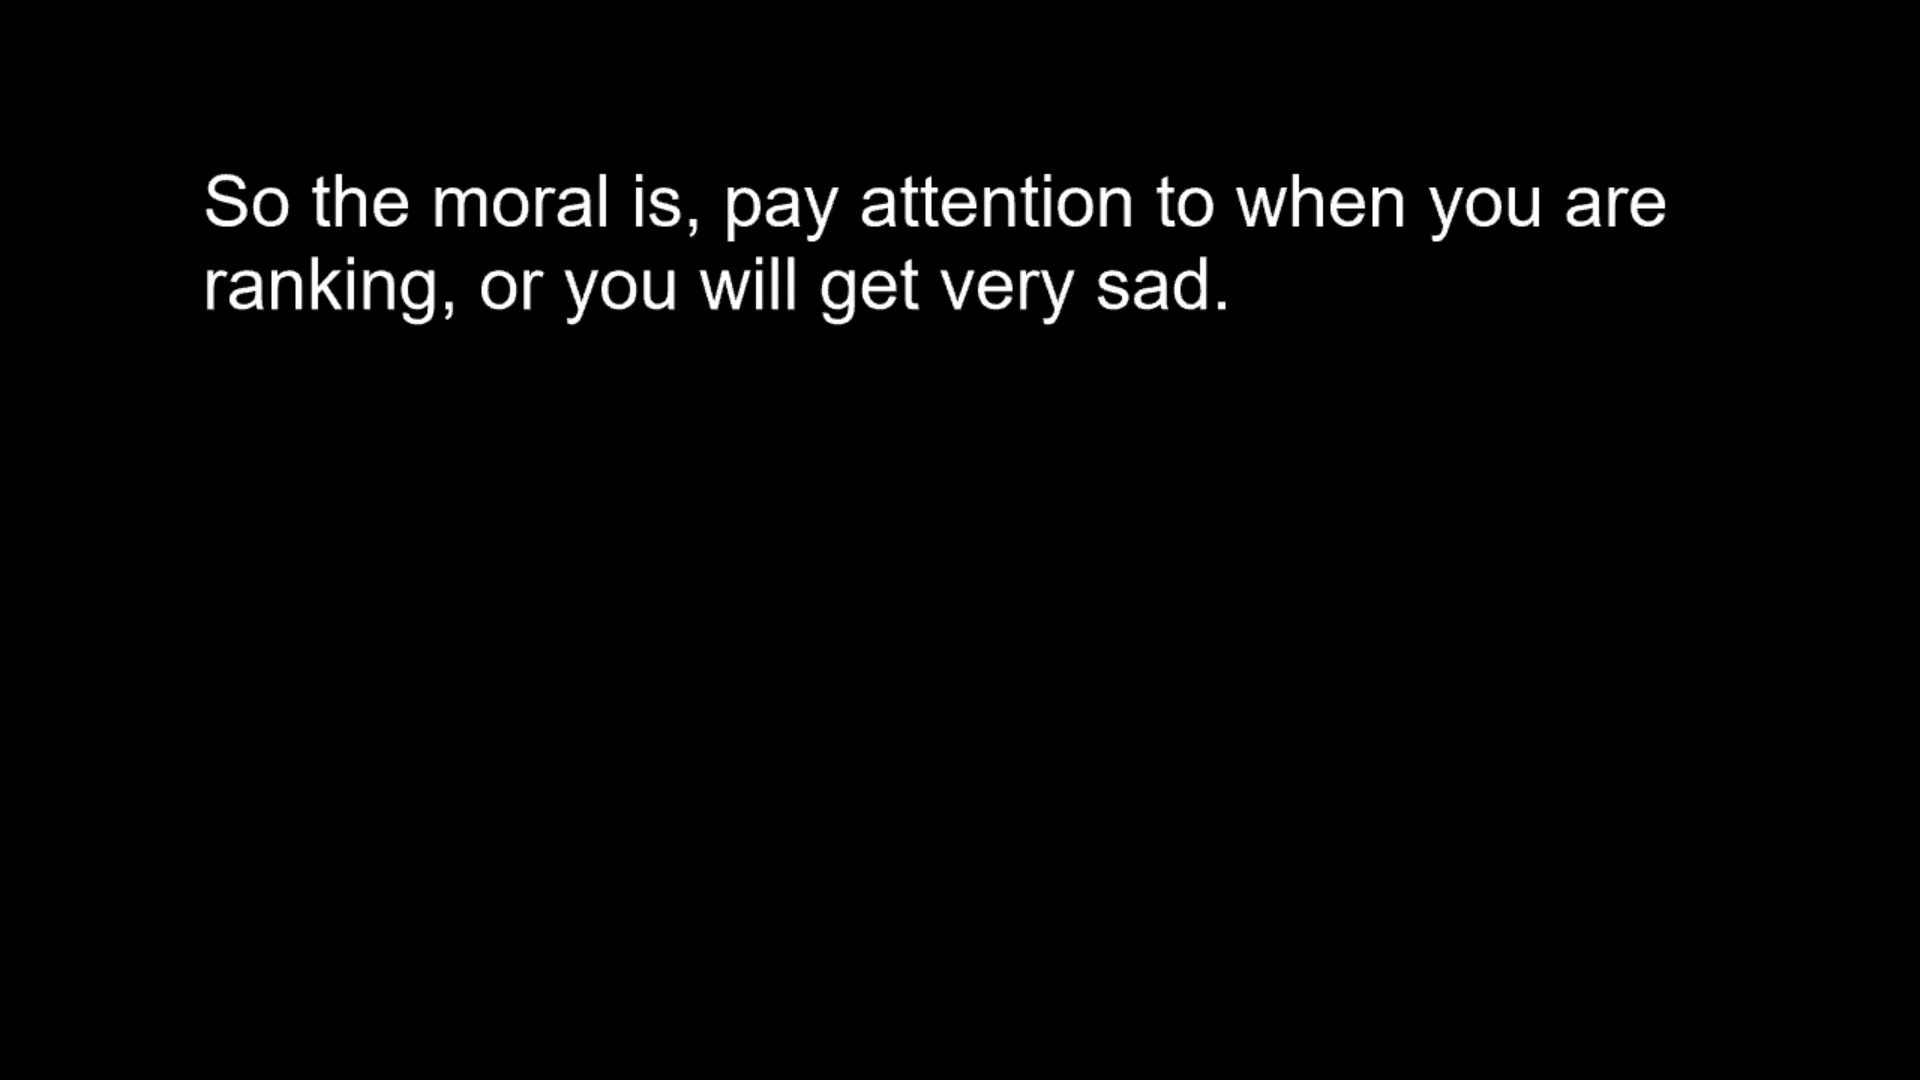 So the moral is, pay attention to when you are
ranking, or you will get very sad.